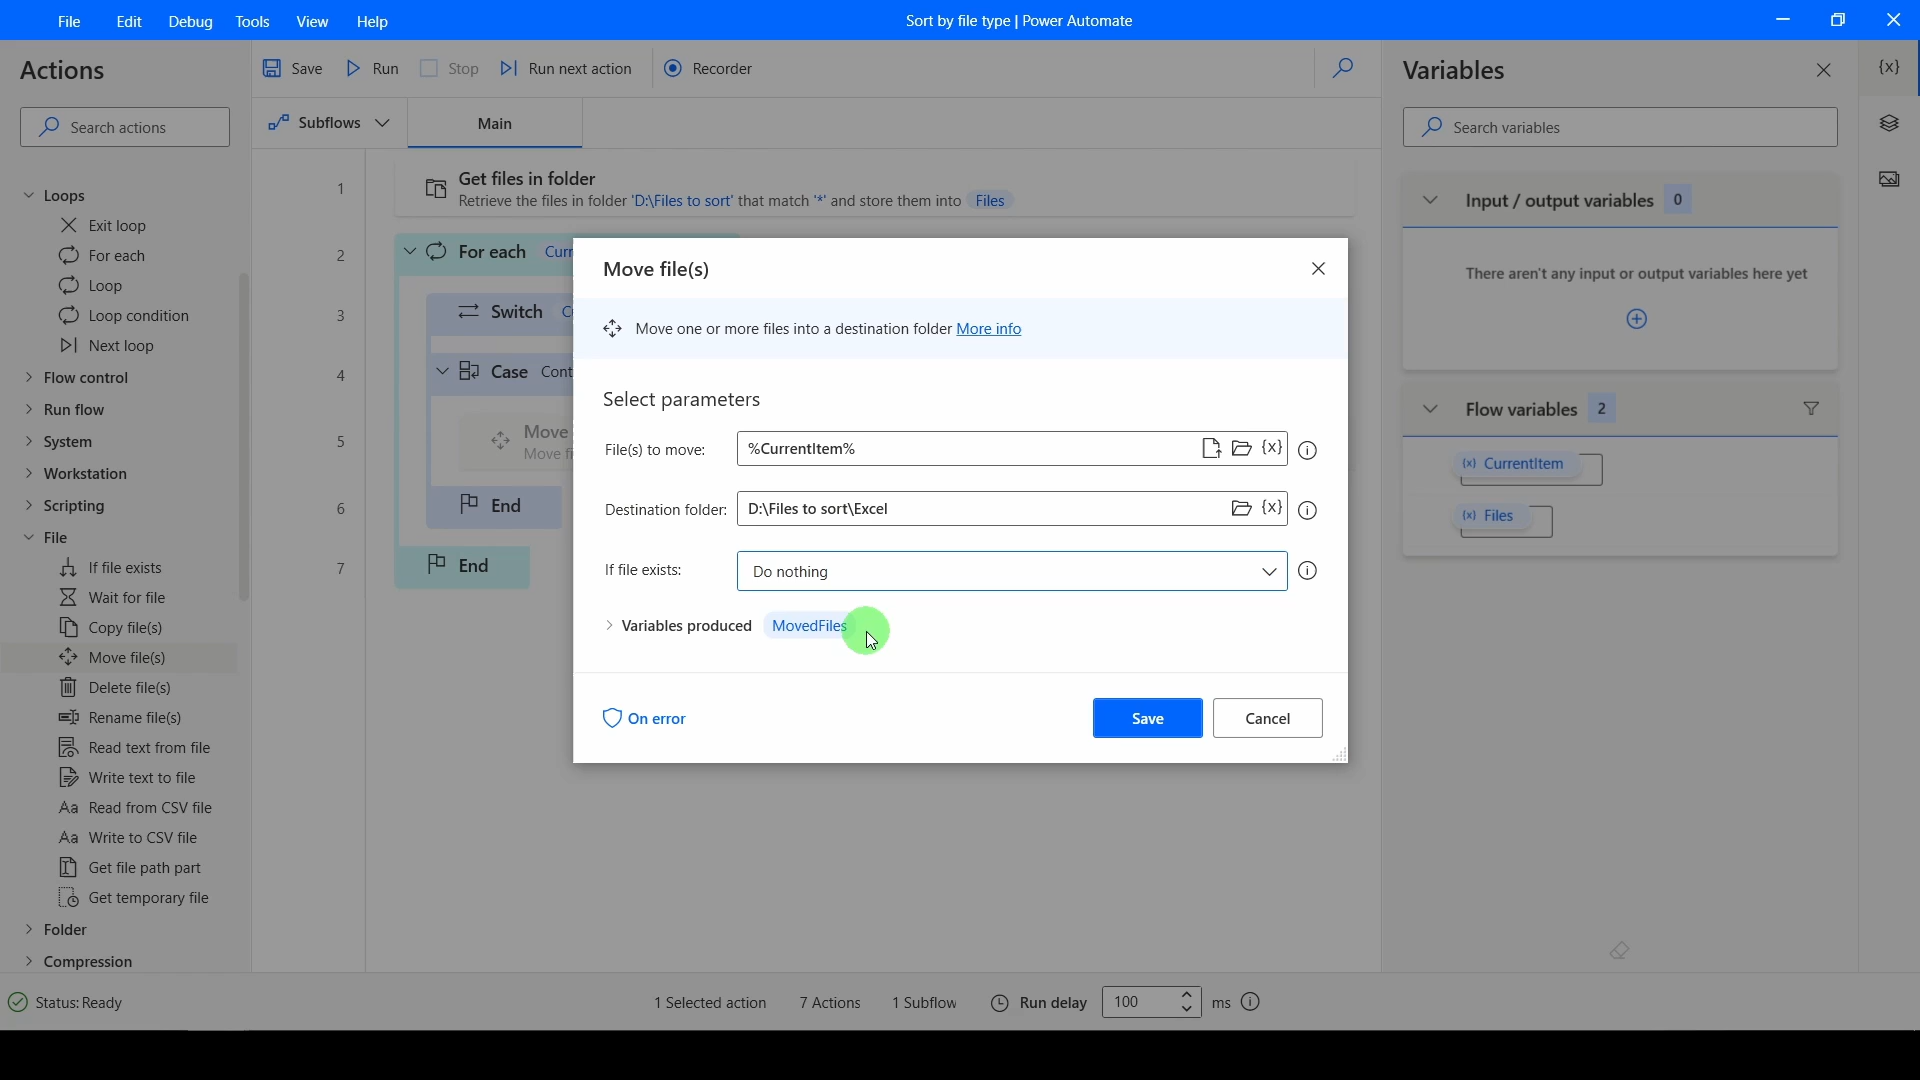 File Edit Debug Tools View Help
Sort by file type | Power Automate
Actions
Search actions
Loops
Exit loop
For each
Loop
Loop condition
Next loop
Flow control
Run flow
System
Workstation
Scripting
File
If file exists
Wait for file
Copy file(s)
Move file(s)
Delete file(s)
Rename file(s)
Read text from file
Write text to file
Read from CSV file
Write to CSV file
Get file path part
Get temporary file
Folder
Compression
Save Run Stop Run next action Recorder
Subflows Main
1 Get files in folder
Retrieve the files in folder 'D:\Files to sort' that match '*' and store them into Files
2 For each
3 Switch
4 Case
5 Move
6 End
7 End
Move file(s)
Move one or more files into a destination folder More info
Select parameters
File(s) to move: %CurrentItem% {x}
Destination folder: D:\Files to sort\Excel {x}
If file exists: Do nothing
Variables produced MovedFiles
On error Save Cancel
Variables
Search variables
Input / output variables 0
There aren't any input or output variables here yet
Flow variables 2
{x} CurrentItem
{x} Files
{x}
Status: Ready 1 Selected action 7 Actions 1 Subflow Run delay 100 ms